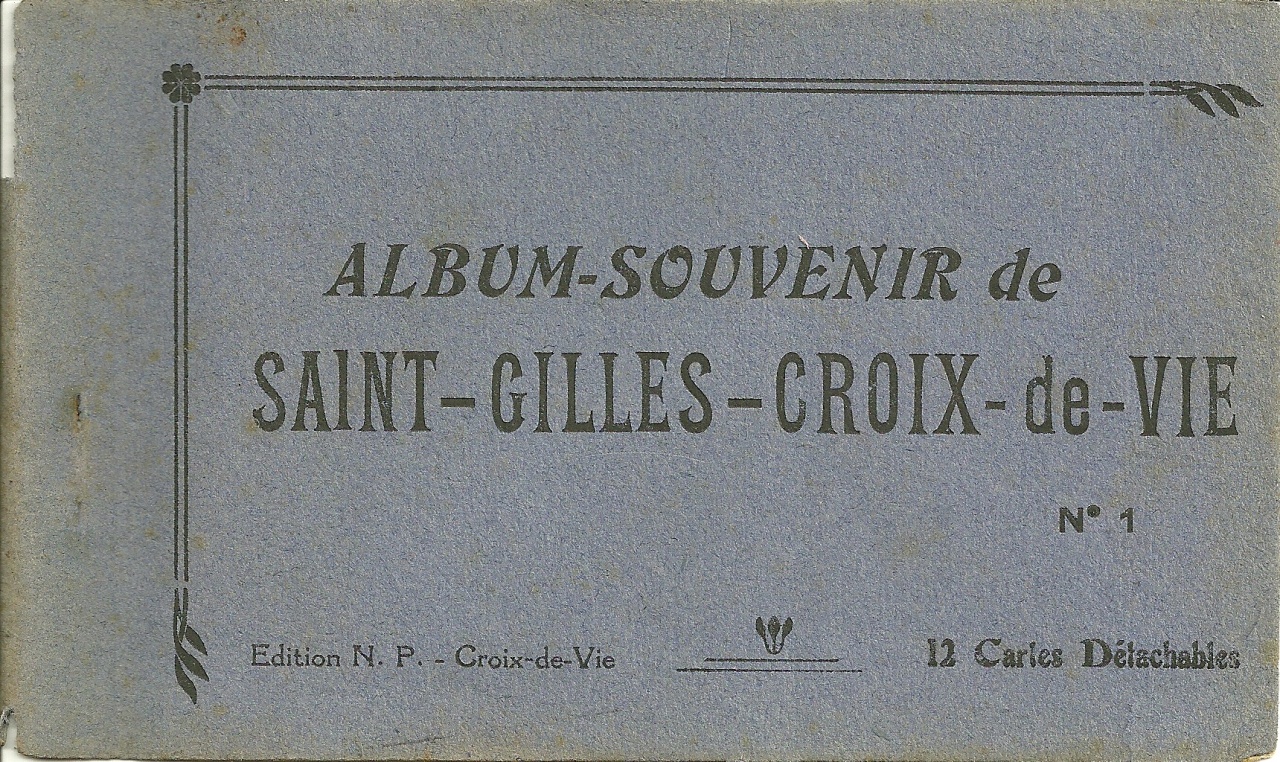 ALBUM-SOUVENIR de
SAINT-GILLES-CROIX-de-VIE
N° 1
Edition N. P. - Croix-de-Vie
12 Cartes Détachables